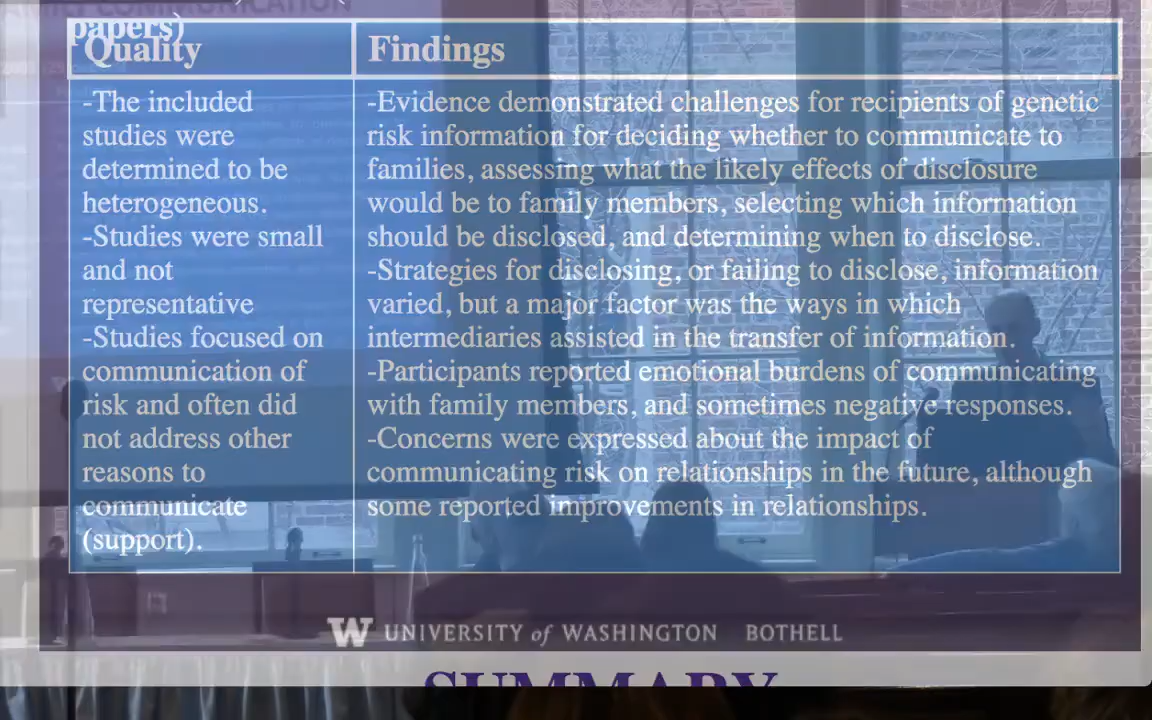 COMMUNICATION
papers)
Quality
Findings
-The included
studies were
determined to be
heterogeneous.
-Studies were small
and not
representative
-Studies focused on
communication of
risk and often did
not address other
reasons to
communicate
(support).
-Evidence demonstrated challenges for recipients of genetic
risk information for deciding whether to communicate to
families, assessing what the likely effects of disclosure
would be to family members, selecting which information
should be disclosed, and determining when to disclose.
-Strategies for disclosing, or failing to disclose, information
varied, but a major factor was the ways in which
intermediaries assisted in the transfer of information.
-Participants reported emotional burdens of communicating
with family members, and sometimes negative responses.
-Concerns were expressed about the impact of
communicating risk on relationships in the future, although
some reported improvements in relationships.
W UNIVERSITY of WASHINGTON BOTHELL
SUMMARY